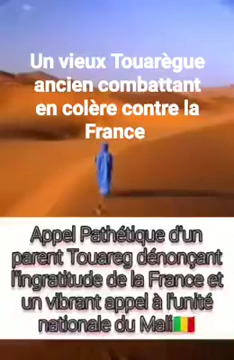 Un vieux Touarègue
ancien combattant
en colère contre la
France
Appel Pathétique d'un
parent Touareg dénonçant
l'ingratitude de la France et
un vibrant appel à l'unité
nationale du Mali🇲🇱